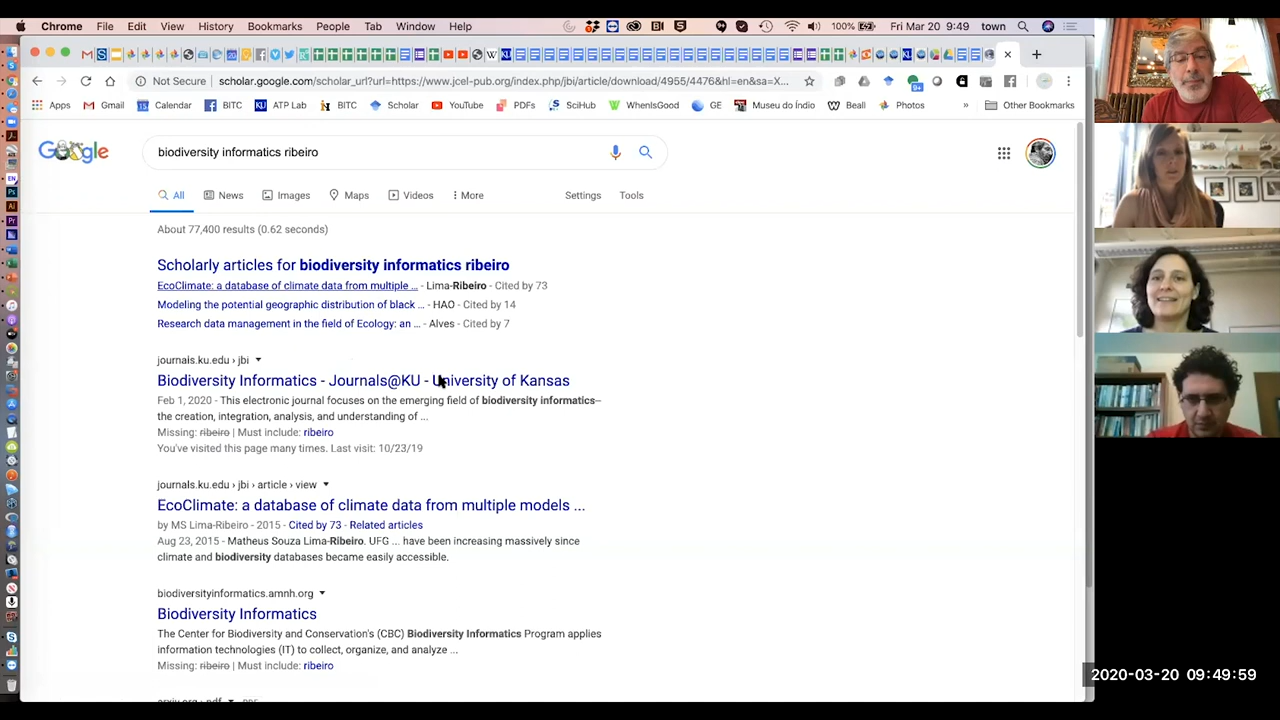 Chrome File Edit View History Bookmarks People Tab Window Help 100% Fri Mar 20 9:49 town
Not Secure scholar.google.com/scholar_url?url=https://www.icel-pub.org/index.php/jbi/article/download/4955/4476&hl=en&sa=X...
Apps Gmail Calendar BITC ATP Lab BITC Scholar YouTube PDFs SciHub WhenIsGood GE Museu do Índio Beall Photos » Other Bookmarks
Google biodiversity informatics ribeiro
All News Images Maps Videos More Settings Tools
About 77,400 results (0.62 seconds)
Scholarly articles for biodiversity informatics ribeiro
EcoClimate: a database of climate data from multiple ... - Lima-Ribeiro - Cited by 73
Modeling the potential geographic distribution of black ... - HAO - Cited by 14
Research data management in the field of Ecology: an ... - Alves - Cited by 7
journals.ku.edu › jbi
Biodiversity Informatics - Journals@KU - University of Kansas
Feb 1, 2020 - This electronic journal focuses on the emerging field of biodiversity informatics–
the creation, integration, analysis, and understanding of ...
Missing: ribeiro | Must include: ribeiro
You've visited this page many times. Last visit: 10/23/19
journals.ku.edu › jbi › article › view
EcoClimate: a database of climate data from multiple models ...
by MS Lima-Ribeiro - 2015 - Cited by 73 - Related articles
Aug 23, 2015 - Matheus Souza Lima-Ribeiro. UFG ... have been increasing massively since
climate and biodiversity databases became easily accessible.
biodiversityinformatics.amnh.org
Biodiversity Informatics
The Center for Biodiversity and Conservation's (CBC) Biodiversity Informatics Program applies
information technologies (IT) to collect, organize, and analyze ...
Missing: ribeiro | Must include: ribeiro
2020-03-20 09:49:59